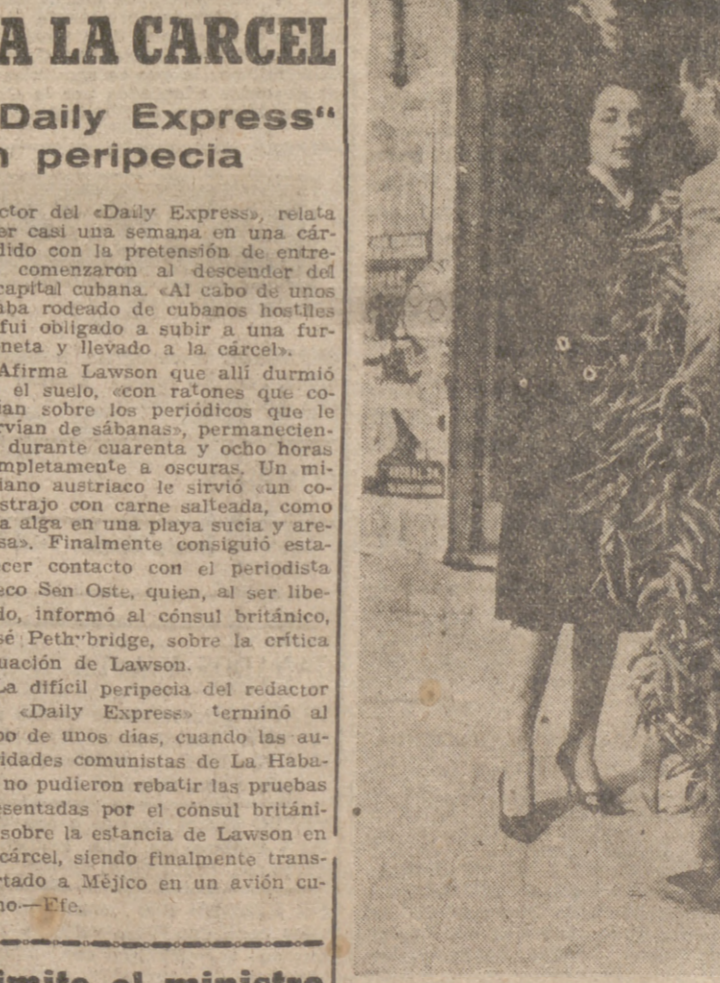 A LA CARCEL
Daily Express“
n peripecia
ctor del «Daily Express», relata
er casi una semana en una cár-
dido con la pretensión de entre-
comenzaron al descender del
capital cubana. «Al cabo de unos
aba rodeado de cubanos hostiles
fui obligado a subir a una fur-
neta y llevado a la cárcel».
Afirma Lawson que allí durmió
el suelo, «con ratones que co-
ian sobre los periódicos que le
rvian de sábanas», permanecien-
durante cuarenta y ocho horas
mpletamente a oscuras. Un mi-
iano austriaco le sirvió «un co-
strajo con carne salteada, como
a alga en una playa sucia y are-
sa». Finalmente consiguió esta-
cer contacto con el periodista
eco Sen Oste, quien, al ser libe-
do, informó al cónsul británico,
sé bridge, sobre la crítica
uación de Lawson.
La difícil peripecia del redactor
«Daily Express» terminó al
bo de unos dias, cuando las au-
idades comunistas de La Haba-
no pudieron rebatir las pruebas
esentadas por el cónsul británi-
sobre la estancia de Lawson en
cárcel, siendo finalmente trans-
rtado a Méjico en un avión cu-
no.—Efe.
imite el ministro